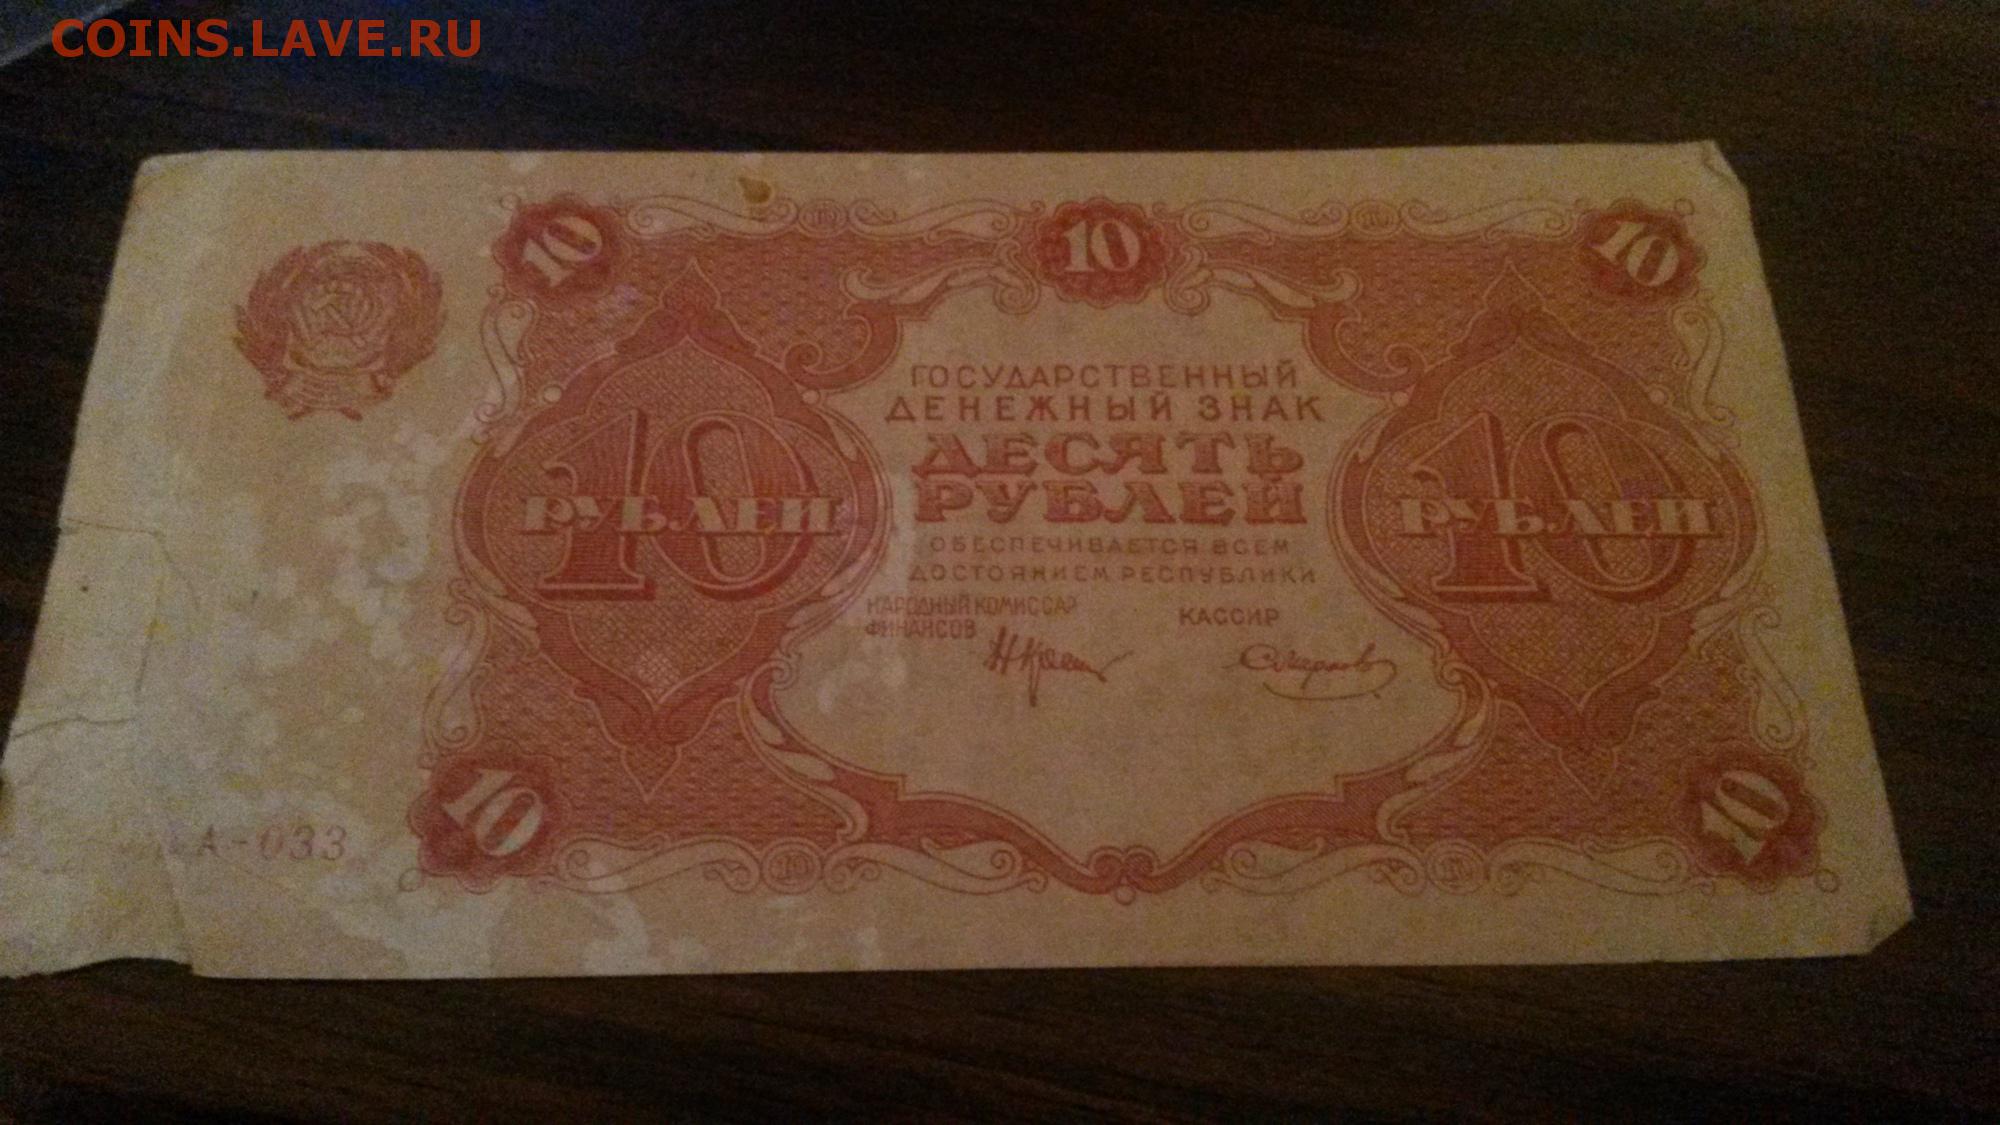 COINS.LAVE.RU
10 10 10
ГОСУДАРСТВЕННЫЙ
ДЕНЕЖНЫЙ ЗНАК
ДЕСЯТЬ
РУБЛЕЙ
10 РУБЛЕЙ
10 РУБЛЕЙ
ОБЕСПЕЧИВАЕТСЯ ВСЕМ
ДОСТОЯНИЕМ РЕСПУБЛИКИ
НАРОДНЫЙ КОМИССАР
ФИНАНСОВ
КАССИР
10 10
А-033